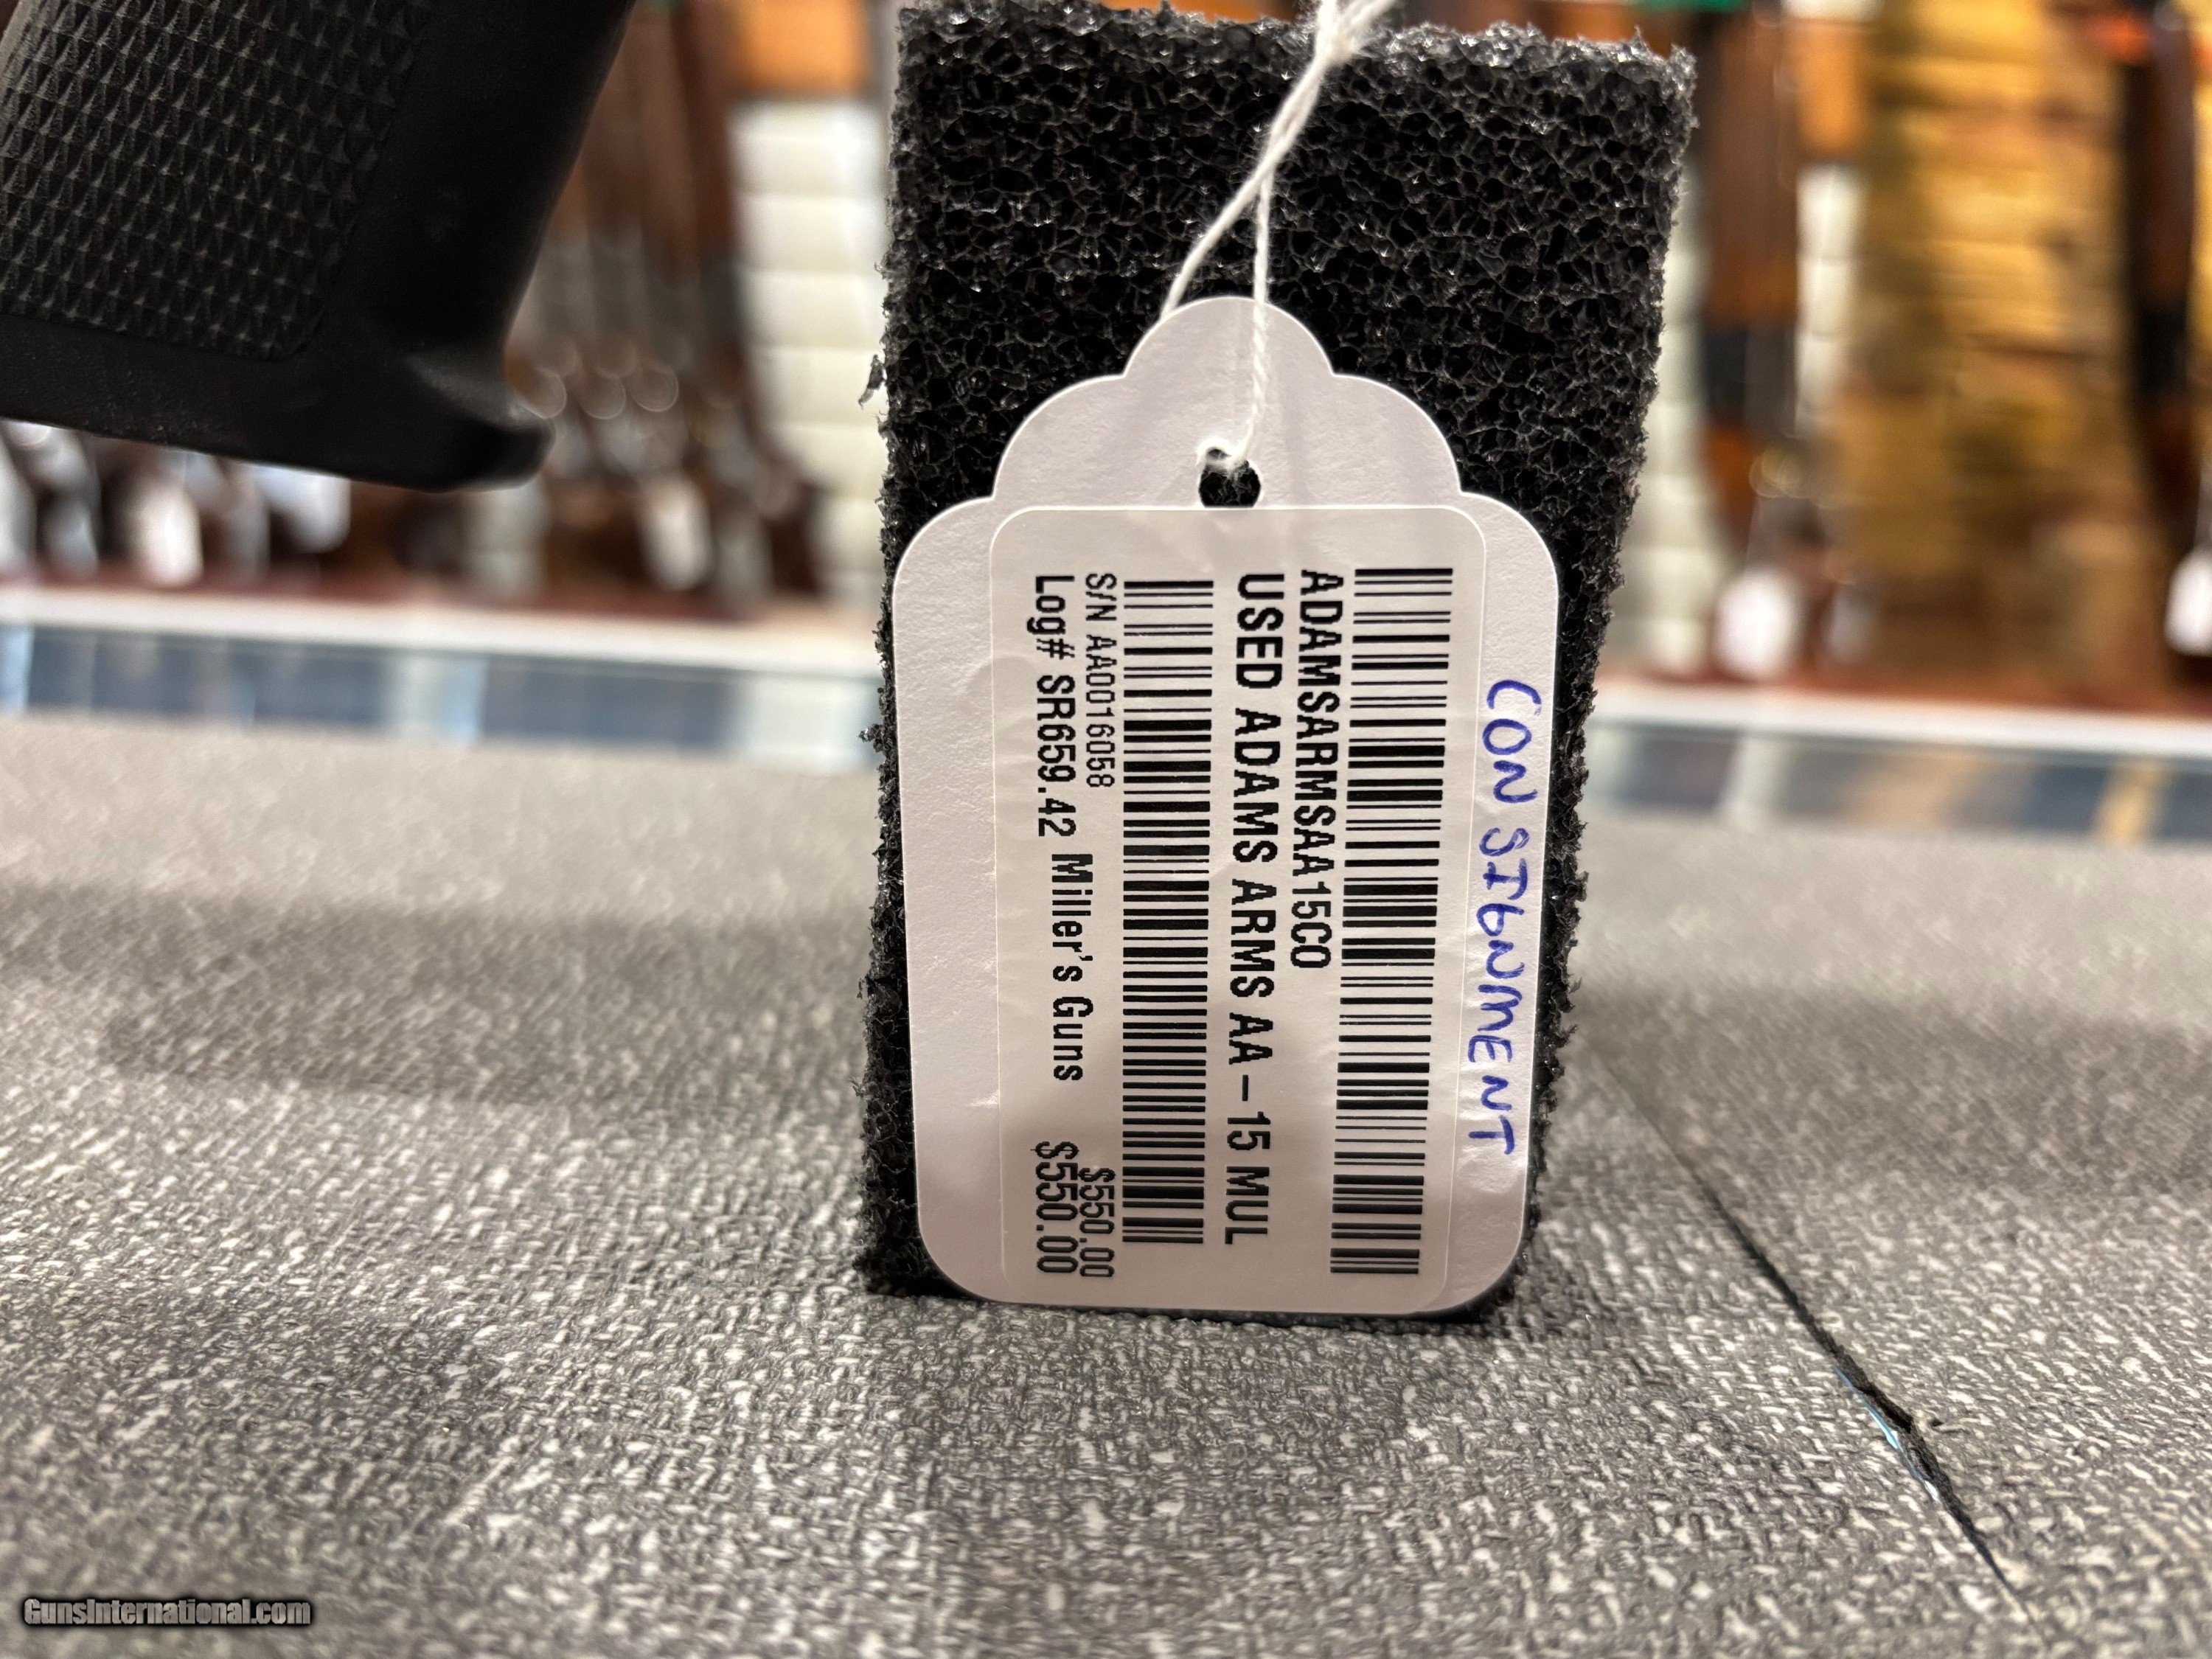 CONSIGNMENT
ADAMSARMSAA15CO
USED ADAMS ARMS AA-15 MUL
S/N AA0016058 $550.00
Log# SR659.42 Miller's Guns $550.00
GunsInternational.com